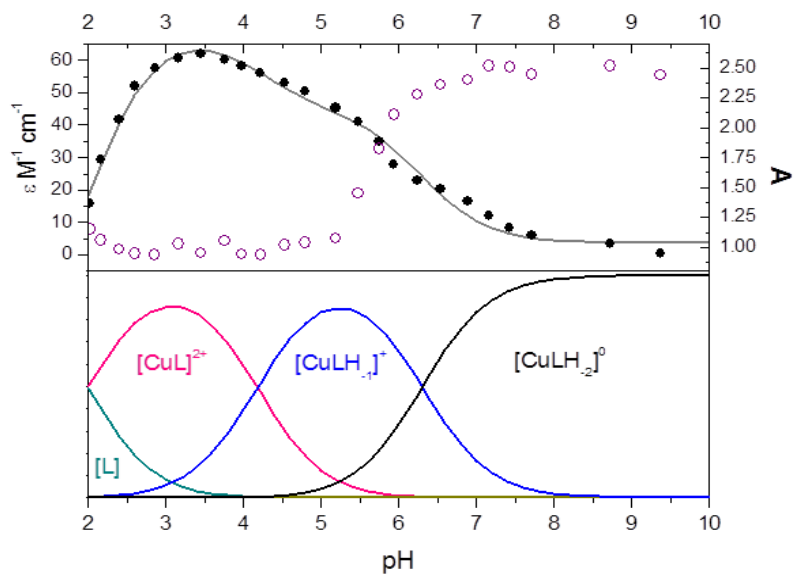 2 3 4 5 6 7 8 9 10
60
50
40
30
20
10
0
ε M⁻¹ cm⁻¹
2.50
2.25
2.00
1.75
1.50
1.25
1.00
A
[CuL]²⁺
[CuLH₋₁]⁺
[CuLH₋₂]⁰
[L]
2 3 4 5 6 7 8 9 10
pH